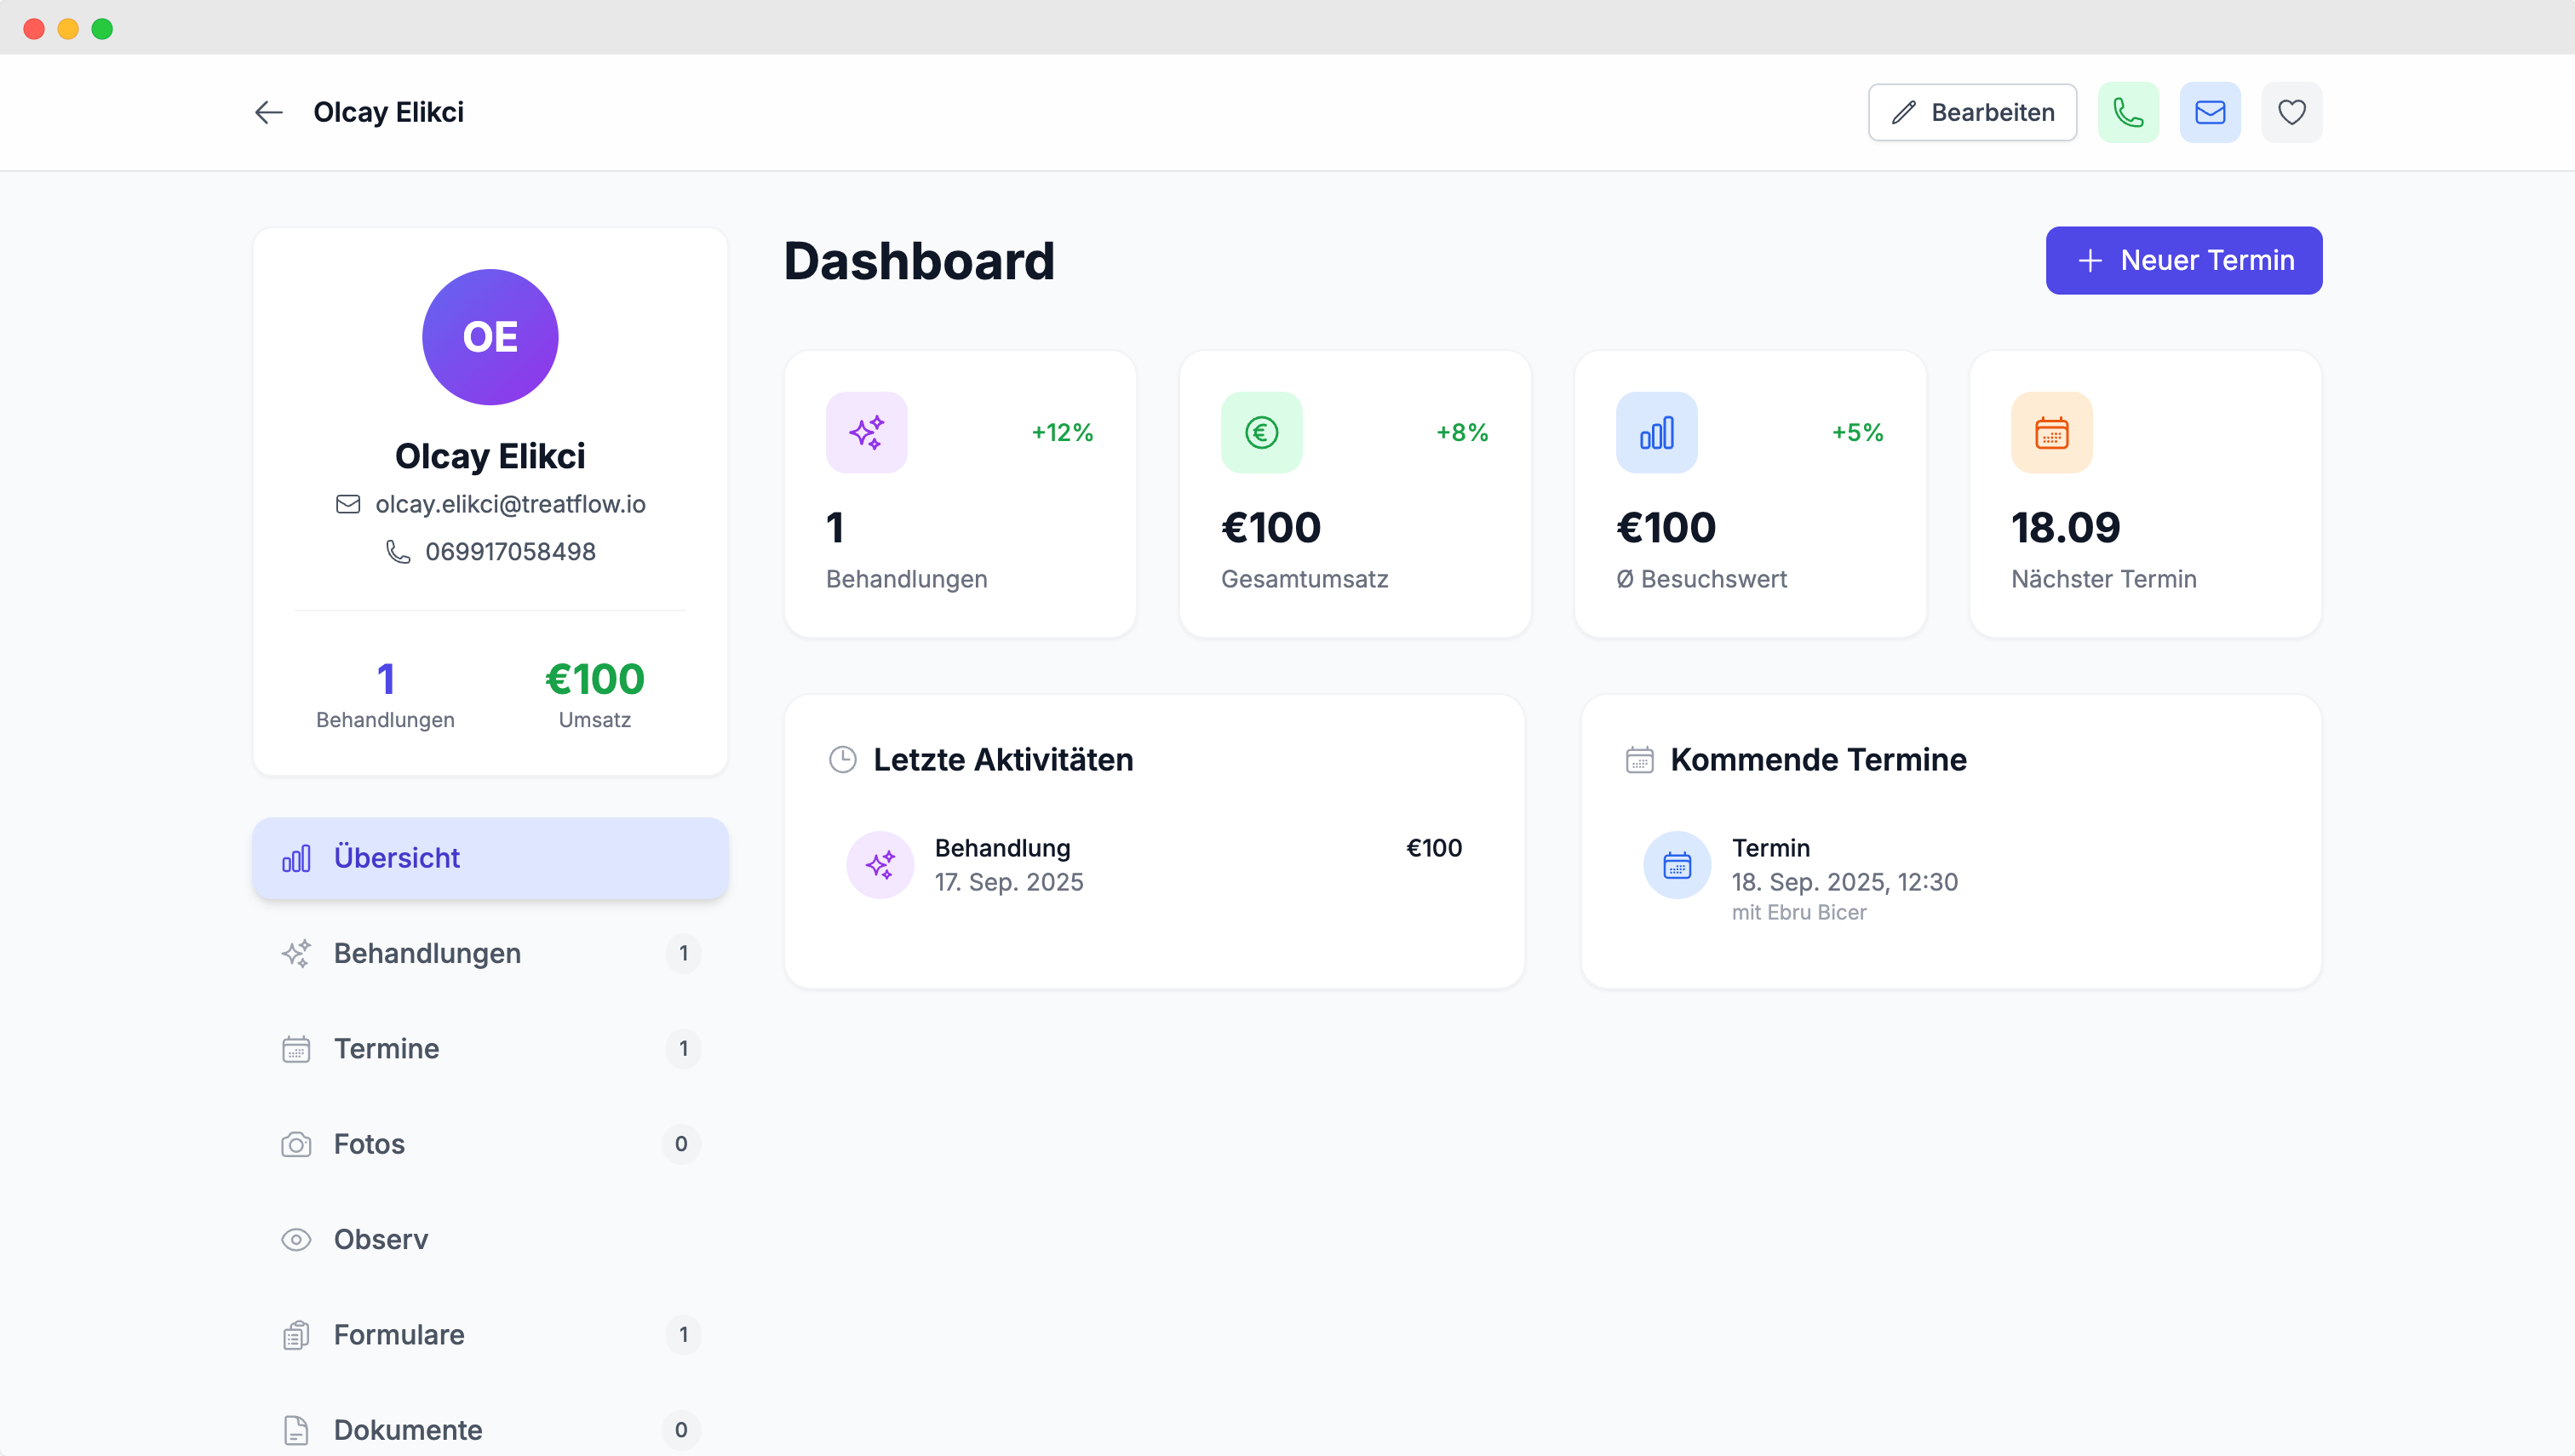 Olcay Elikci
Bearbeiten
OE
Olcay Elikci
olcay.elikci@treatflow.io
069917058498
1
Behandlungen
€100
Umsatz
Übersicht
Behandlungen 1
Termine 1
Fotos 0
Observ
Formulare 1
Dokumente 0
Dashboard
Neuer Termin
+12%
1
Behandlungen
+8%
€100
Gesamtumsatz
+5%
€100
Ø Besuchswert
18.09
Nächster Termin
Letzte Aktivitäten
Behandlung €100
17. Sep. 2025
Kommende Termine
Termin
18. Sep. 2025, 12:30
mit Ebru Bicer